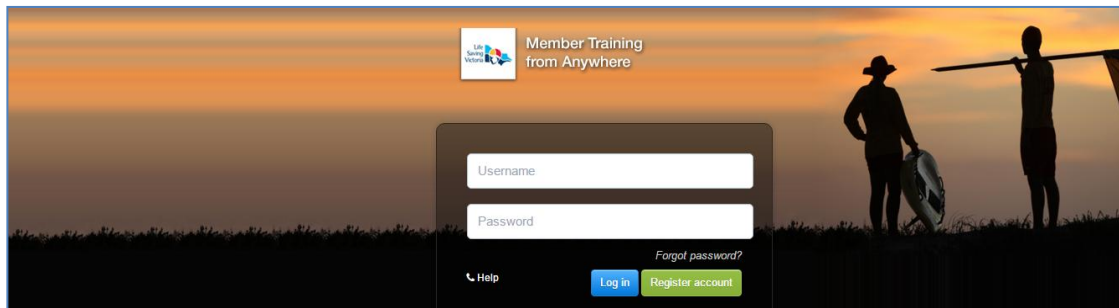 Life
Saving
Victoria
Member Training
from Anywhere
Username
Password
Forgot password?
Help
Log in
Register account